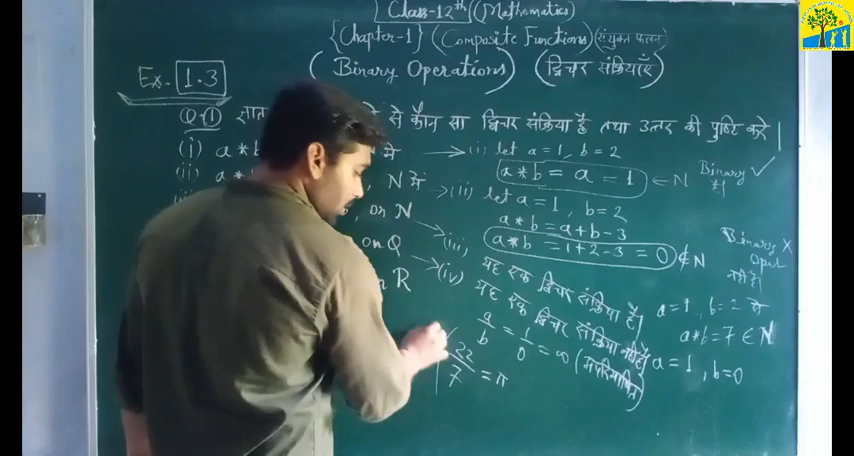 Class-12th (Mathematics)
{Chapter-1} (Composite Functions) (संयुक्त फलन)
(Binary Operations) (द्विचर संक्रियाएँ)
Ex. 1.3
Q.1 से कौन सा द्विचर संक्रिया है तथा उत्तर की पुष्टि करे।
(i) a*b में → (i) let a=1, b=2
a*b = a = 1 ∈ N Binary ✓ है।
(ii) a*, N में → (ii) let a=1, b=2
a*b = a+b-3
, on N
a*b = 1+2-3 = 0 ∉ N Binary X नहीं है।
→ (iii) यह एक द्विचर संक्रिया है। a=1, b=2 में
on Q a*b=7 ∈ N
→ (iv) यह एक द्विचर संक्रिया नहीं है a=1, b=0
R
a/b = 1/0 = ∞
22/7 = π